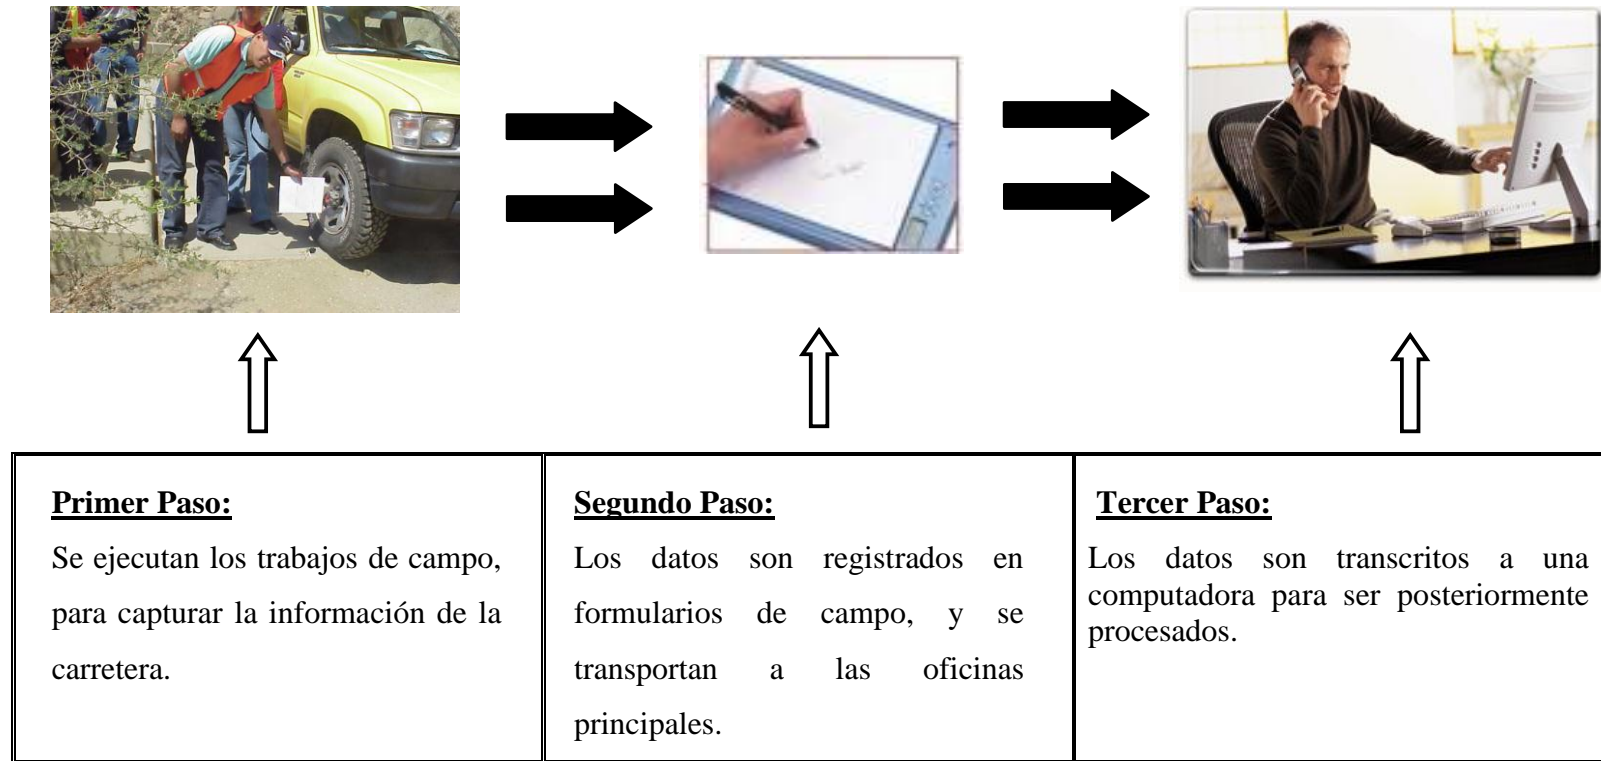 Primer Paso:
Se ejecutan los trabajos de campo,
para capturar la información de la
carretera.
Segundo Paso:
Los datos son registrados en
formularios de campo, y se
transportan a las oficinas
principales.
Tercer Paso:
Los datos son transcritos a una
computadora para ser posteriormente
procesados.